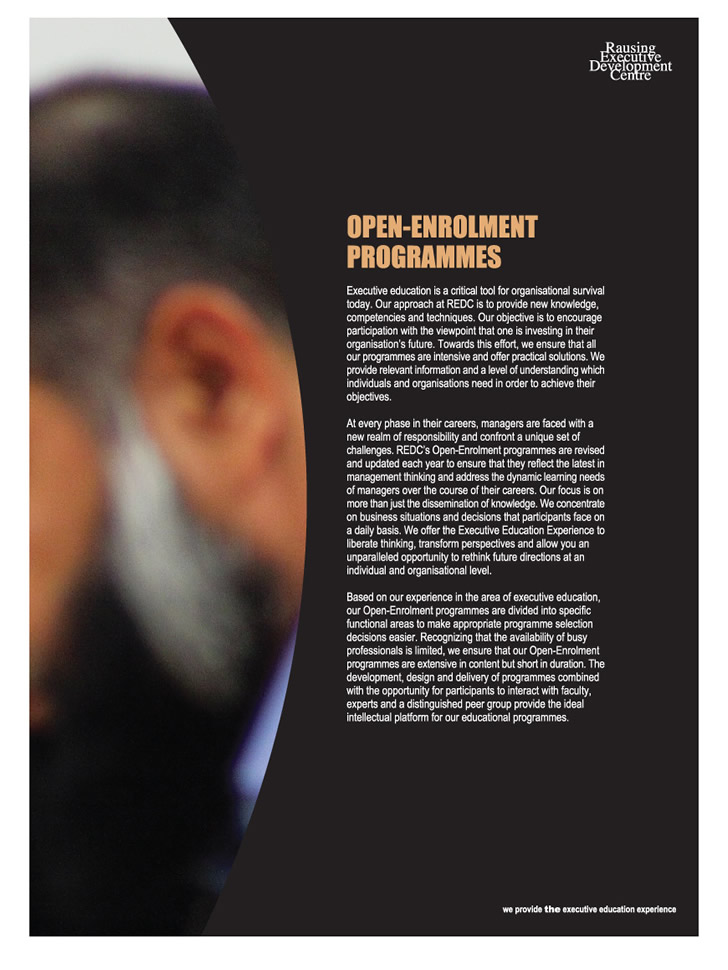 Rausing
Executive
Development
Centre
OPEN-ENROLMENT
PROGRAMMES
Executive education is a critical tool for organisational survival
today. Our approach at REDC is to provide new knowledge,
competencies and techniques. Our objective is to encourage
participation with the viewpoint that one is investing in their
organisation's future. Towards this effort, we ensure that all
our programmes are intensive and offer practical solutions. We
provide relevant information and a level of understanding which
individuals and organisations need in order to achieve their
objectives.
At every phase in their careers, managers are faced with a
new realm of responsibility and confront a unique set of
challenges. REDC's Open-Enrolment programmes are revised
and updated each year to ensure that they reflect the latest in
management thinking and address the dynamic learning needs
of managers over the course of their careers. Our focus is on
more than just the dissemination of knowledge. We concentrate
on business situations and decisions that participants face on
a daily basis. We offer the Executive Education Experience to
liberate thinking, transform perspectives and allow you an
unparalleled opportunity to rethink future directions at an
individual and organisational level.
Based on our experience in the area of executive education,
our Open-Enrolment programmes are divided into specific
functional areas to make appropriate programme selection
decisions easier. Recognizing that the availability of busy
professionals is limited, we ensure that our Open-Enrolment
programmes are extensive in content but short in duration. The
development, design and delivery of programmes combined
with the opportunity for participants to interact with faculty,
experts and a distinguished peer group provide the ideal
intellectual platform for our educational programmes.
we provide the executive education experience